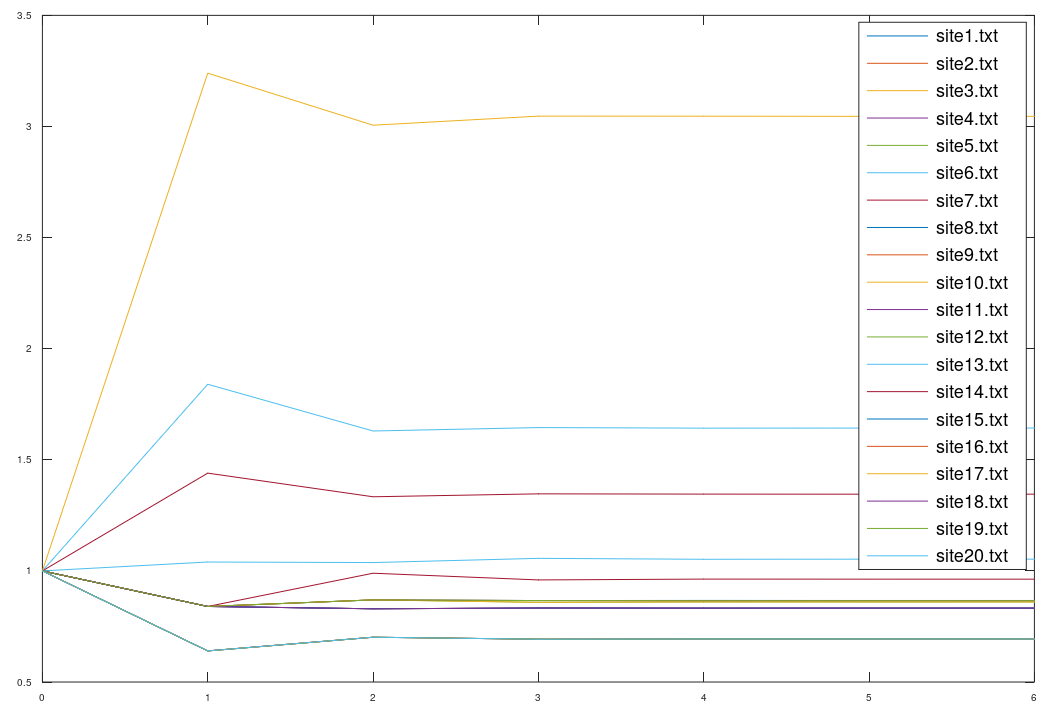 3.5
3
2.5
2
1.5
1
0.5
0
1
2
3
4
5
6
site1.txt
site2.txt
site3.txt
site4.txt
site5.txt
site6.txt
site7.txt
site8.txt
site9.txt
site10.txt
site11.txt
site12.txt
site13.txt
site14.txt
site15.txt
site16.txt
site17.txt
site18.txt
site19.txt
site20.txt